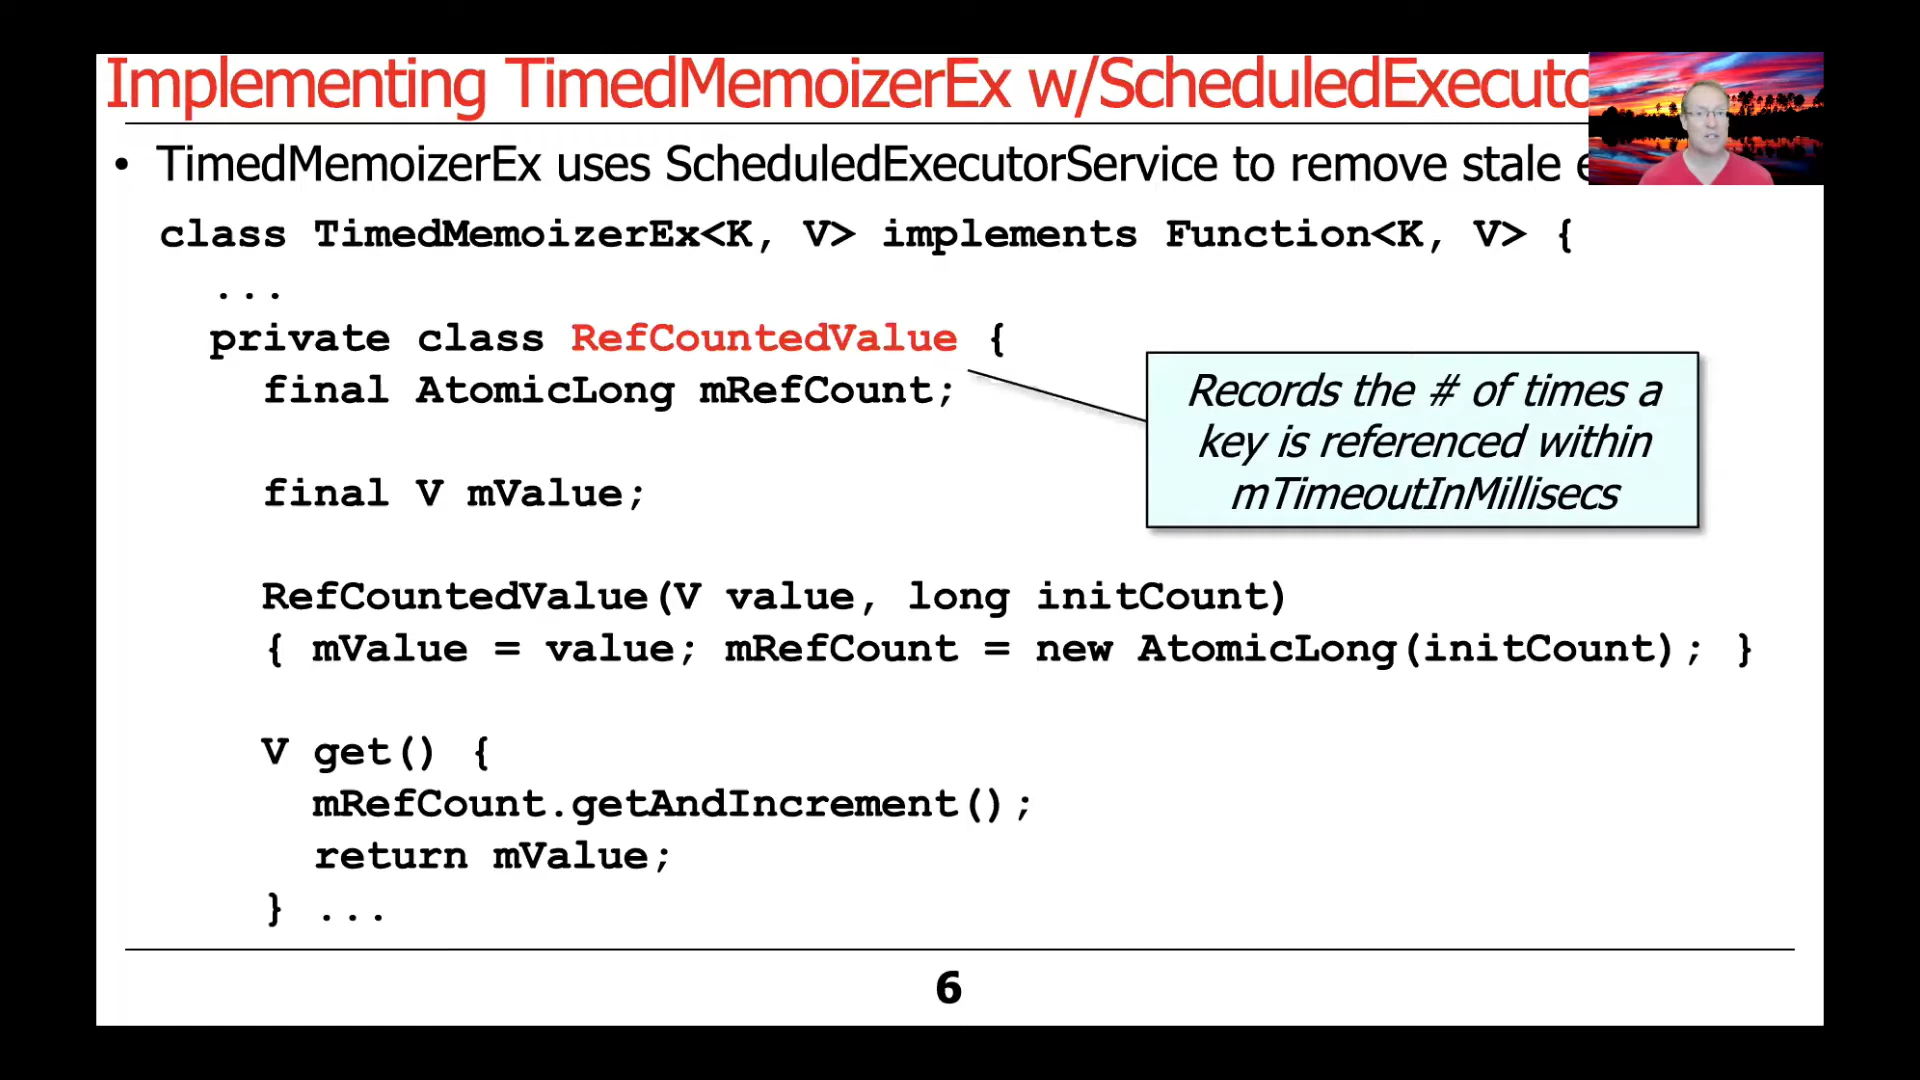 Implementing TimedMemoizerEx w/ScheduledExecuto
• TimedMemoizerEx uses ScheduledExecutorService to remove stale e
class TimedMemoizerEx<K, V> implements Function<K, V> {
...
private class RefCountedValue {
final AtomicLong mRefCount;
Records the # of times a
key is referenced within
mTimeoutInMillisecs
final V mValue;
RefCountedValue(V value, long initCount)
{ mValue = value; mRefCount = new AtomicLong(initCount); }
V get() {
mRefCount.getAndIncrement();
return mValue;
} ...
6